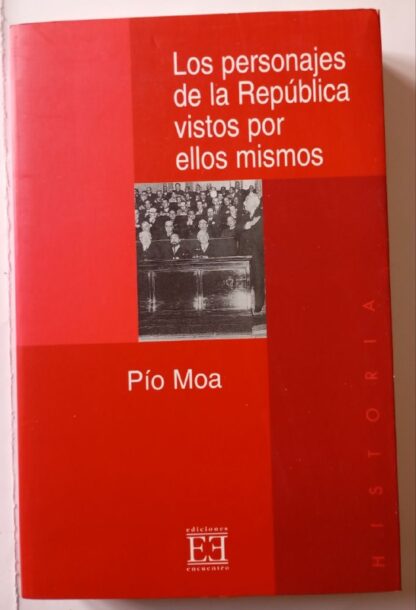 Los personajes
de la República
vistos por
ellos mismos
Pío Moa
HISTORIA
ediciones
EE
encuentro